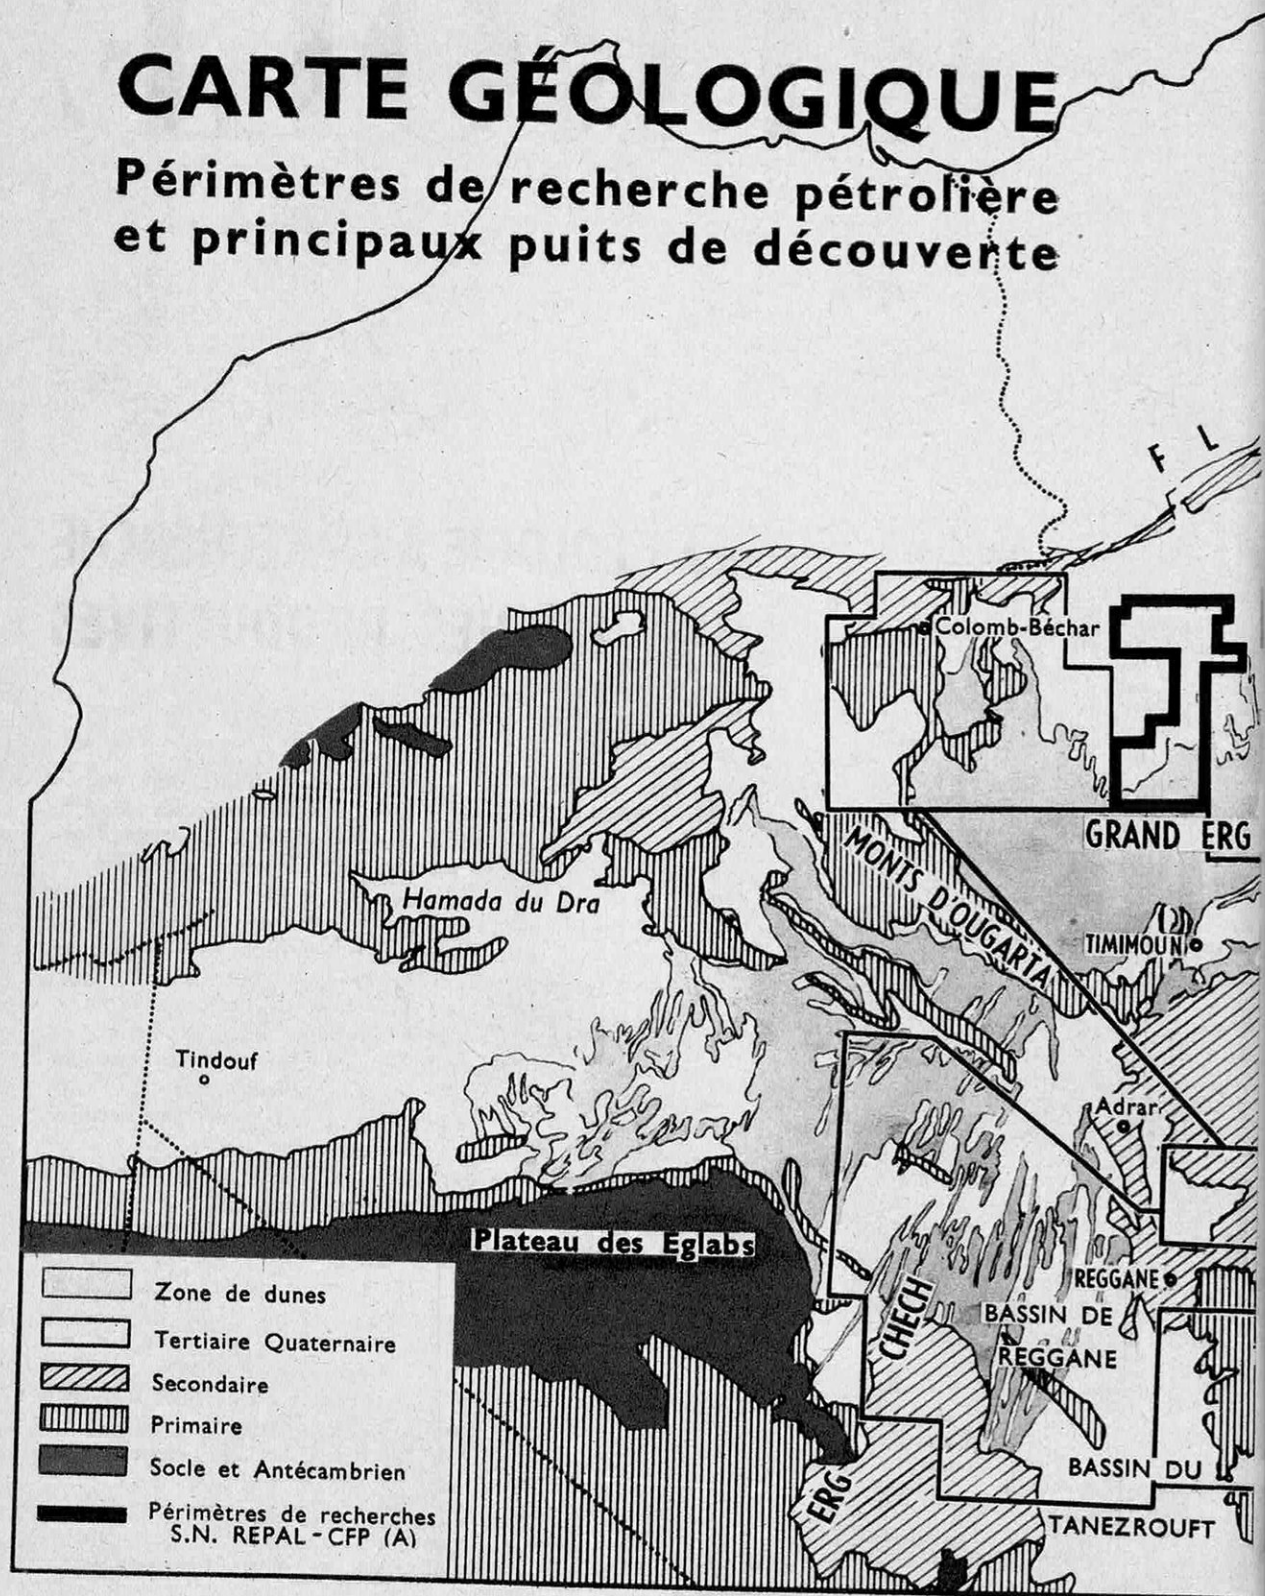 CARTE GÉOLOGIQUE
Périmètres de recherche pétrolière
et principaux puits de découverte
F L
Colomb-Béchar
GRAND ERG
MONTS D'OUGARTA
Hamada du Dra
TIMIMOUN
Tindouf
Adrar
Plateau des Eglabs
REGGANE
BASSIN DE
REGGANE
ERG CHECH
BASSIN DU
TANEZROUFT
Zone de dunes
Tertiaire Quaternaire
Secondaire
Primaire
Socle et Antécambrien
Périmètres de recherches
S.N. REPAL - CFP (A)